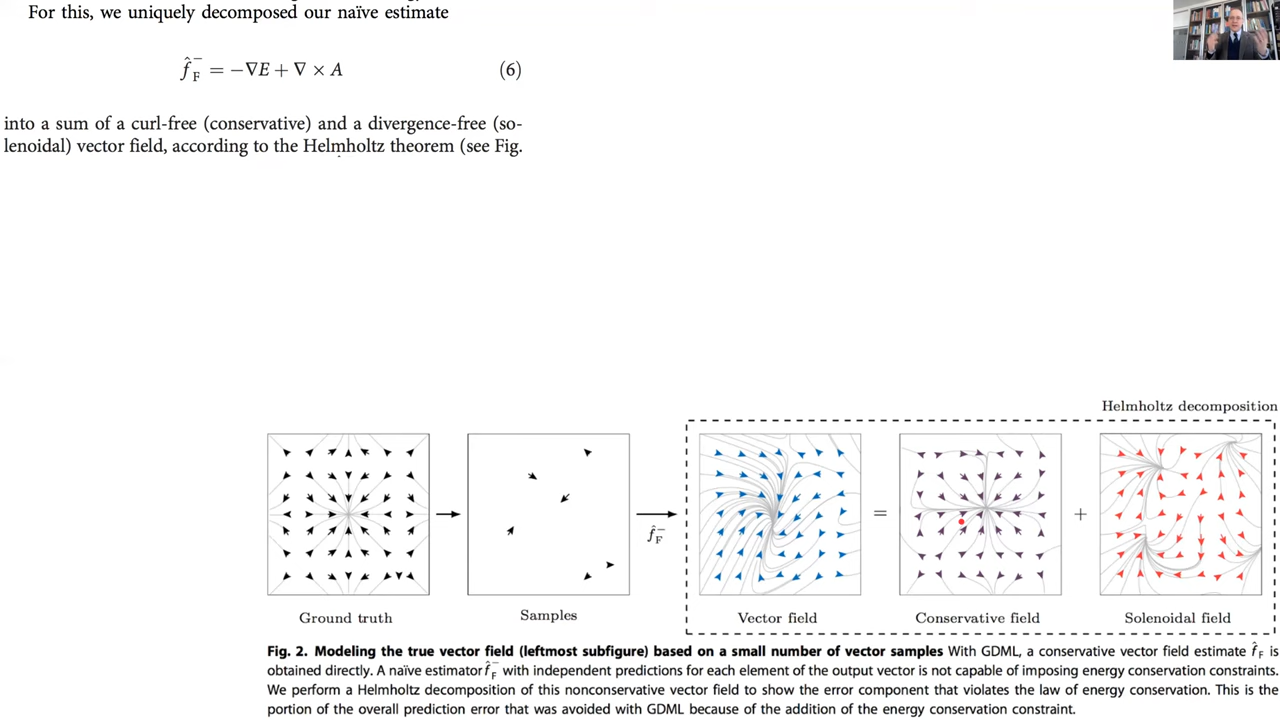 For this, we uniquely decomposed our naïve estimate
f̂⁻_F = −∇E + ∇ × A (6)
into a sum of a curl-free (conservative) and a divergence-free (so-
lenoidal) vector field, according to the Helmholtz theorem (see Fig.
Helmholtz decomposition
f̂⁻_F
=
+
Ground truth
Samples
Vector field
Conservative field
Solenoidal field
Fig. 2. Modeling the true vector field (leftmost subfigure) based on a small number of vector samples With GDML, a conservative vector field estimate f̂_F is
obtained directly. A naïve estimator f̂⁻_F with independent predictions for each element of the output vector is not capable of imposing energy conservation constraints.
We perform a Helmholtz decomposition of this nonconservative vector field to show the error component that violates the law of energy conservation. This is the
portion of the overall prediction error that was avoided with GDML because of the addition of the energy conservation constraint.